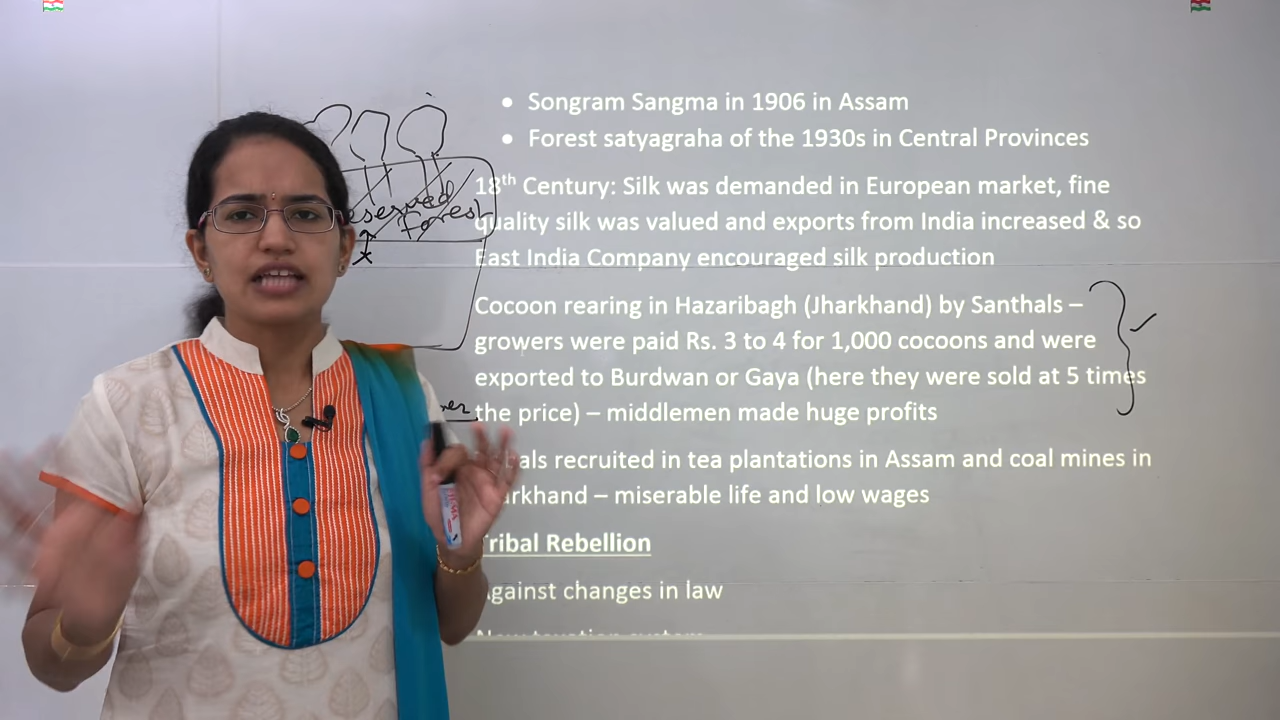 • Songram Sangma in 1906 in Assam
• Forest satyagraha of the 1930s in Central Provinces
18th Century: Silk was demanded in European market, fine
quality silk was valued and exports from India increased & so
East India Company encouraged silk production
Reserved
Forest
Cocoon rearing in Hazaribagh (Jharkhand) by Santhals –
growers were paid Rs. 3 to 4 for 1,000 cocoons and were
exported to Burdwan or Gaya (here they were sold at 5 times
the price) – middlemen made huge profits
recruited in tea plantations in Assam and coal mines in
– miserable life and low wages
Tribal Rebellion
Against changes in law
New taxation system